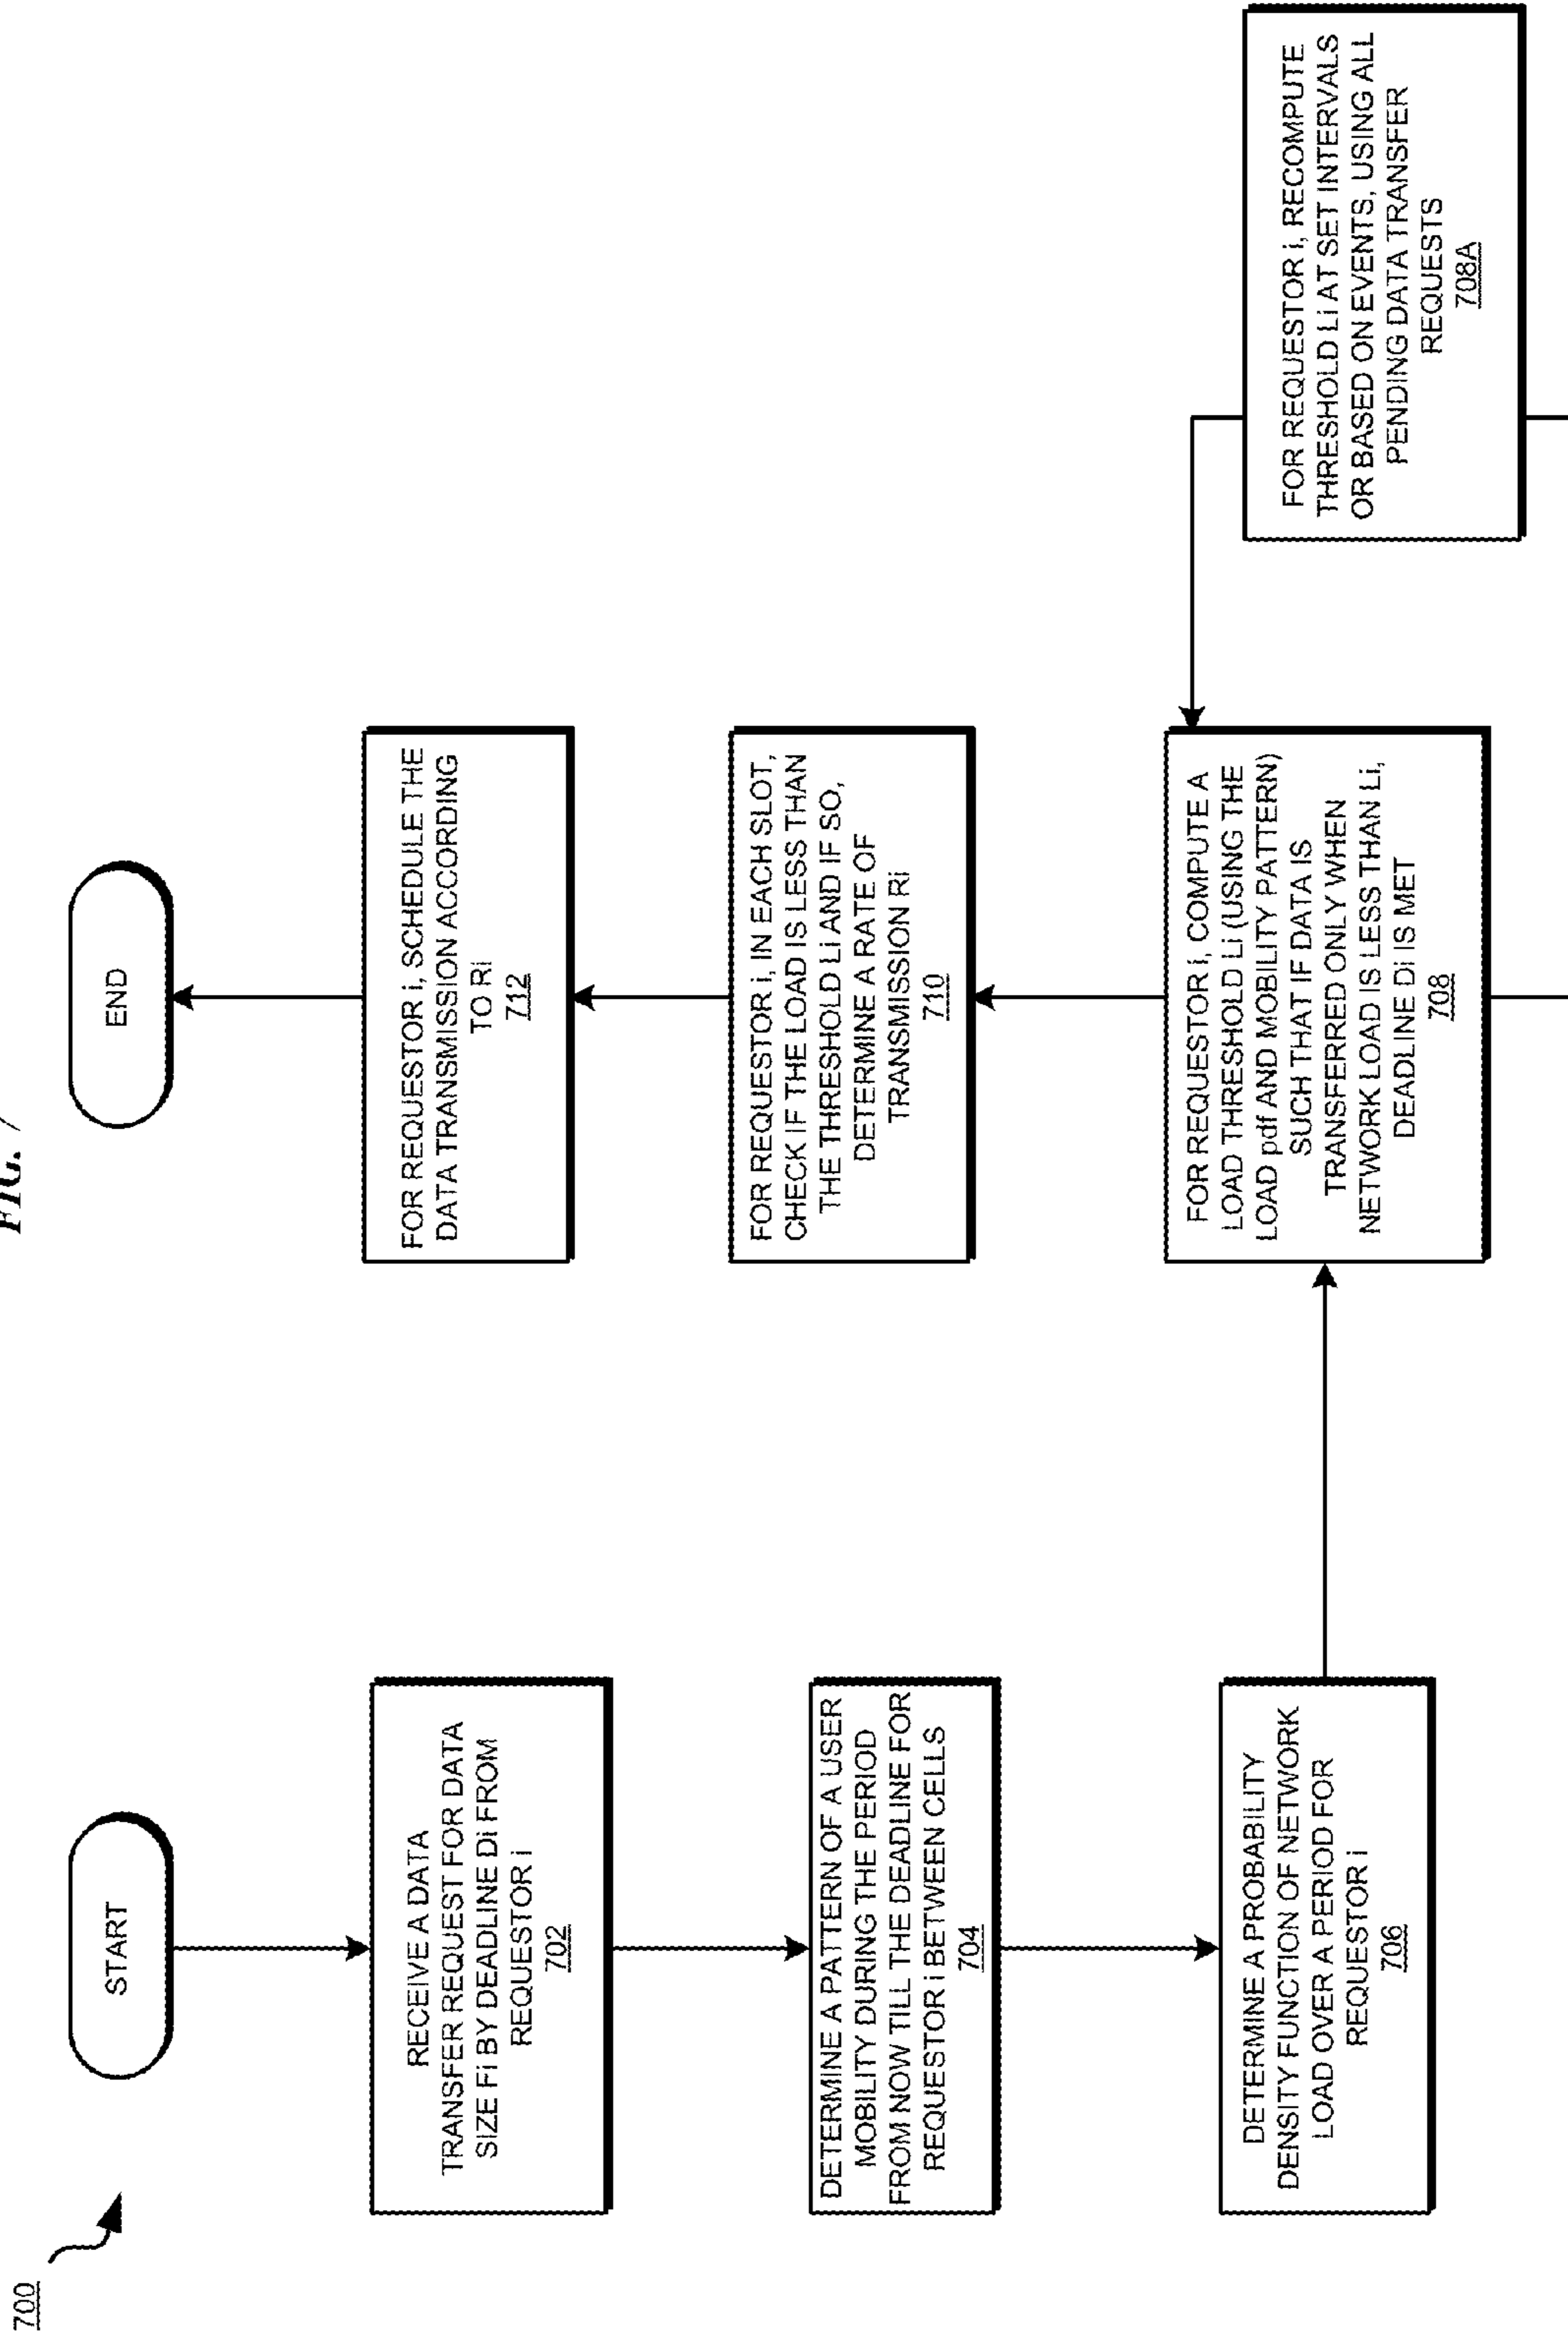 FIG. 7
700
START
RECEIVE A DATA
TRANSFER REQUEST FOR DATA
SIZE Fi BY DEADLINE Di FROM
REQUESTOR i
702
DETERMINE A PATTERN OF A USER
MOBILITY DURING THE PERIOD
FROM NOW TILL THE DEADLINE FOR
REQUESTOR i BETWEEN CELLS
704
DETERMINE A PROBABILITY
DENSITY FUNCTION OF NETWORK
LOAD OVER A PERIOD FOR
REQUESTOR i
706
END
FOR REQUESTOR i, SCHEDULE THE
DATA TRANSMISSION ACCORDING
TO Ri
712
FOR REQUESTOR i, IN EACH SLOT,
CHECK IF THE LOAD IS LESS THAN
THE THRESHOLD Li AND IF SO,
DETERMINE A RATE OF
TRANSMISSION Ri
710
FOR REQUESTOR i, COMPUTE A
LOAD THRESHOLD Li (USING THE
LOAD pdf AND MOBILITY PATTERN)
SUCH THAT IF DATA IS
TRANSFERRED ONLY WHEN
NETWORK LOAD IS LESS THAN Li,
DEADLINE Di IS MET
708
FOR REQUESTOR i, RECOMPUTE
THRESHOLD Li AT SET INTERVALS
OR BASED ON EVENTS, USING ALL
PENDING DATA TRANSFER
REQUESTS
708A